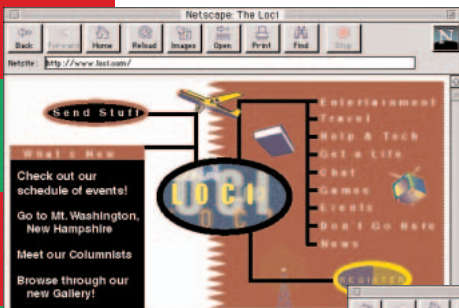 Netscape: The Loci
Back Forward Home Reload Images Open Print Find Stop
N
Netsite: http://www.loci.com/
Send Stuff
What's New
Check out our
schedule of events!
Go to Mt. Washington,
New Hampshire
Meet our Columnists
Browse through our
new Gallery!
LOCI
Entertainment
Travel
Help & Tech
Get a Life
Chat
Games
Events
Don't Go Here
News
REGISTER